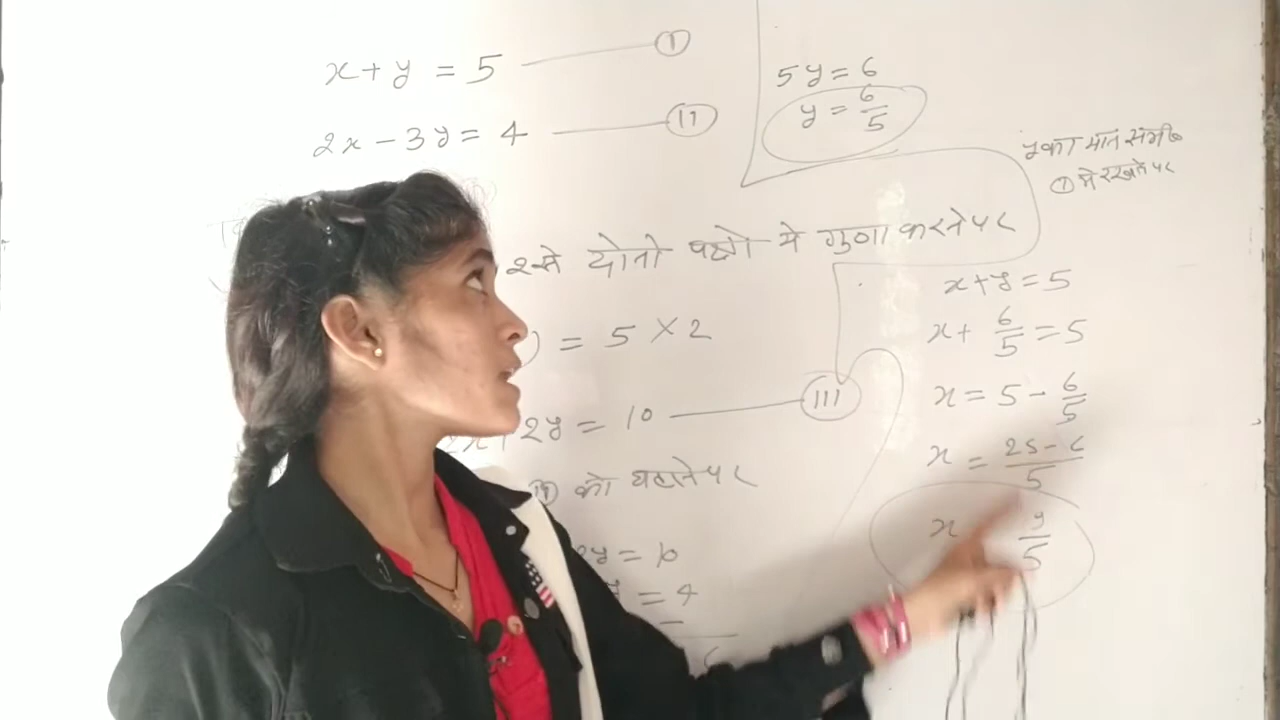 x + y = 5 ——— (I)
2x - 3y = 4 ——— (II)
2 से दोनो पक्षो मे गुणा करने पर
) = 5 × 2
2y = 10 ——— (III)
को घटाने पर
2y = 10
= 4
5y = 6
y = 6/5
y का मान समी०
(I) मे रखने पर
x + y = 5
x + 6/5 = 5
x = 5 - 6/5
x = 25 - 6/5
x
5